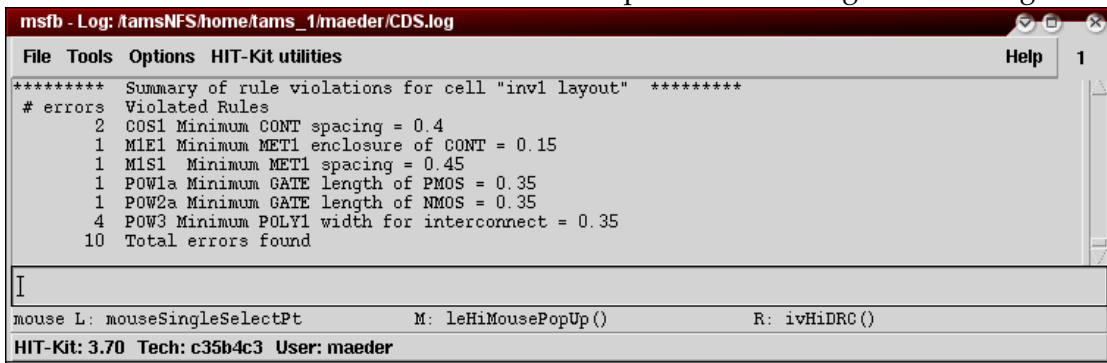 msfb - Log: /tamsNFS/home/tams_1/maeder/CDS.log
File Tools Options HIT-Kit utilities Help 1
********* Summary of rule violations for cell "inv1 layout" *********
# errors Violated Rules
2 COS1 Minimum CONT spacing = 0.4
1 M1E1 Minimum MET1 enclosure of CONT = 0.15
1 M1S1 Minimum MET1 spacing = 0.45
1 POW1a Minimum GATE length of PMOS = 0.35
1 POW2a Minimum GATE length of NMOS = 0.35
4 POW3 Minimum POLY1 width for interconnect = 0.35
10 Total errors found
mouse L: mouseSingleSelectPt M: leHiMousePopUp() R: ivHiDRC()
HIT-Kit: 3.70 Tech: c35b4c3 User: maeder